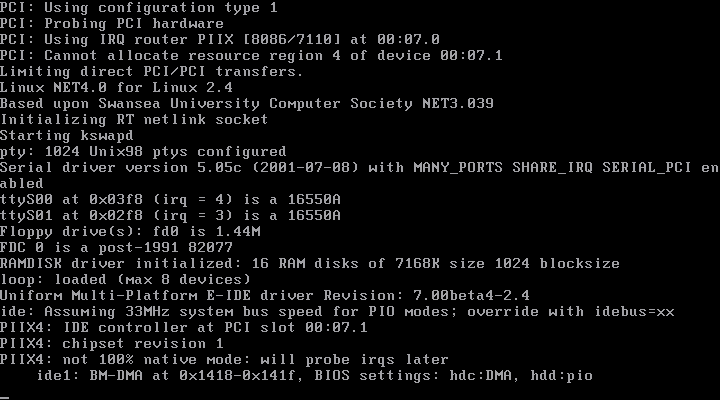 PCI: Using configuration type 1
PCI: Probing PCI hardware
PCI: Using IRQ router PIIX [8086/7110] at 00:07.0
PCI: Cannot allocate resource region 4 of device 00:07.1
Limiting direct PCI/PCI transfers.
Linux NET4.0 for Linux 2.4
Based upon Swansea University Computer Society NET3.039
Initializing RT netlink socket
Starting kswapd
pty: 1024 Unix98 ptys configured
Serial driver version 5.05c (2001-07-08) with MANY_PORTS SHARE_IRQ SERIAL_PCI en
abled
ttyS00 at 0x03f8 (irq = 4) is a 16550A
ttyS01 at 0x02f8 (irq = 3) is a 16550A
Floppy drive(s): fd0 is 1.44M
FDC 0 is a post-1991 82077
RAMDISK driver initialized: 16 RAM disks of 7168K size 1024 blocksize
loop: loaded (max 8 devices)
Uniform Multi-Platform E-IDE driver Revision: 7.00beta4-2.4
ide: Assuming 33MHz system bus speed for PIO modes; override with idebus=xx
PIIX4: IDE controller at PCI slot 00:07.1
PIIX4: chipset revision 1
PIIX4: not 100% native mode: will probe irqs later
    ide1: BM-DMA at 0x1418-0x141f, BIOS settings: hdc:DMA, hdd:pio